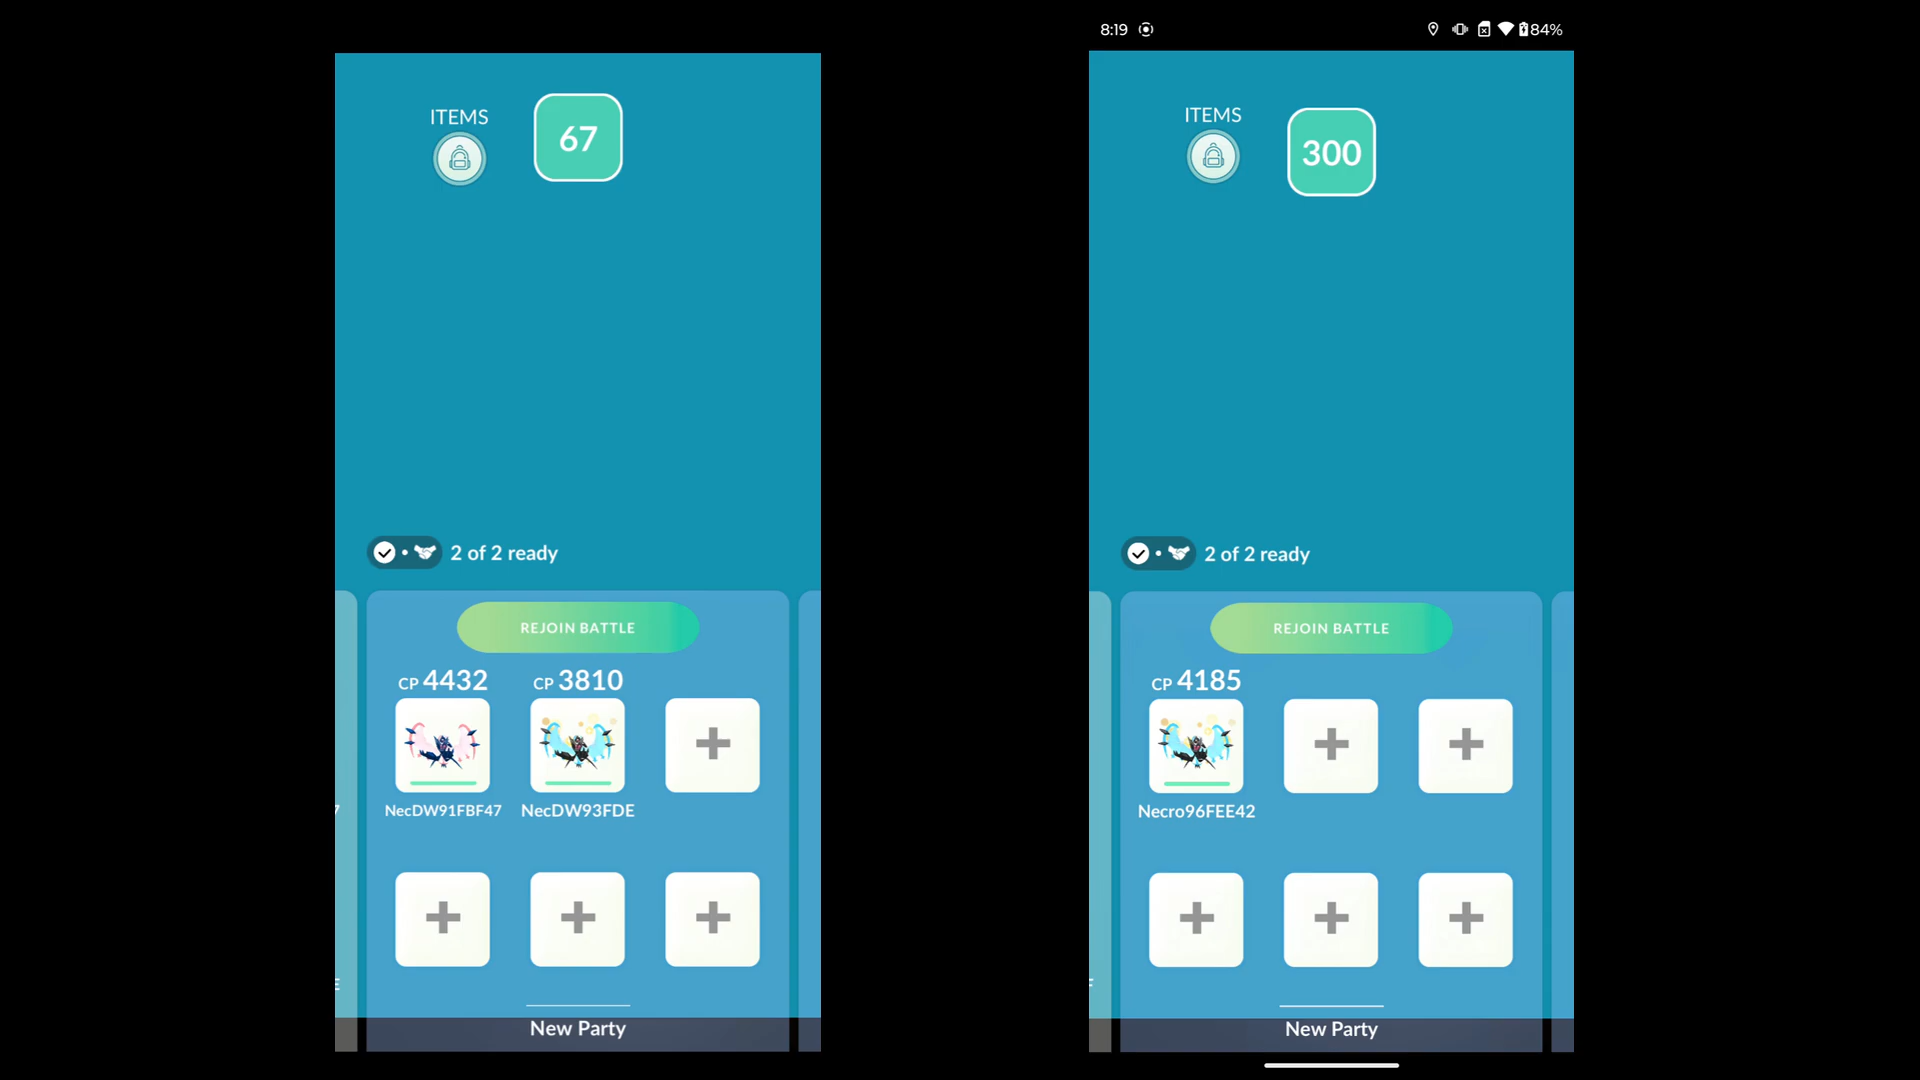 ITEMS
67
2 of 2 ready
REJOIN BATTLE
CP 4432
CP 3810
NecDW91FBF47
NecDW93FDE
7
E
New Party
8:19
84%
ITEMS
300
2 of 2 ready
REJOIN BATTLE
CP 4185
Necro96FEE42
New Party